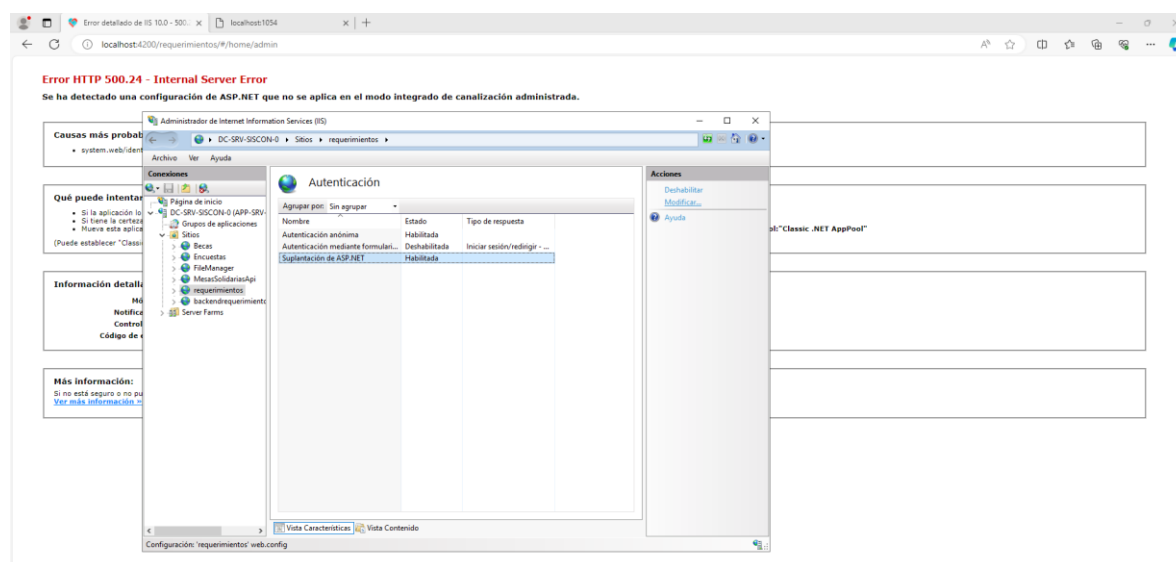 Error detallado de IIS 10.0 - 500.
localhost:1054
localhost:4200/requerimientos/#/home/admin
Error HTTP 500.24 - Internal Server Error
Se ha detectado una configuración de ASP.NET que no se aplica en el modo integrado de canalización administrada.
Causas más probab
system.web/ident
Qué puede intentar
Si la aplicación lo
Si tiene la certeza
Mueva esta aplica
ol:"Classic .NET AppPool"
(Puede establecer "Classi
Información detalla
Mó
Notifica
Control
Código de e
Más información:
Si no está seguro o no pu
Ver más información »
Administrador de Internet Information Services (IIS)
DC-SRV-SISCON-0 Sitios requerimientos
Archivo Ver Ayuda
Conexiones
Página de inicio
DC-SRV-SISCON-0 (APP-SRV-
Grupos de aplicaciones
Sitios
Becas
Encuestas
FileManager
MesasSolidariasApi
requerimientos
backendrequerimiento
Server Farms
Autenticación
Agrupar por: Sin agrupar
Nombre Estado Tipo de respuesta
Autenticación anónima Habilitada
Autenticación mediante formulari... Deshabilitada Iniciar sesión/redirigir - ...
Suplantación de ASP.NET Habilitada
Acciones
Deshabilitar
Modificar...
Ayuda
Vista Características Vista Contenido
Configuración: 'requerimientos' web.config